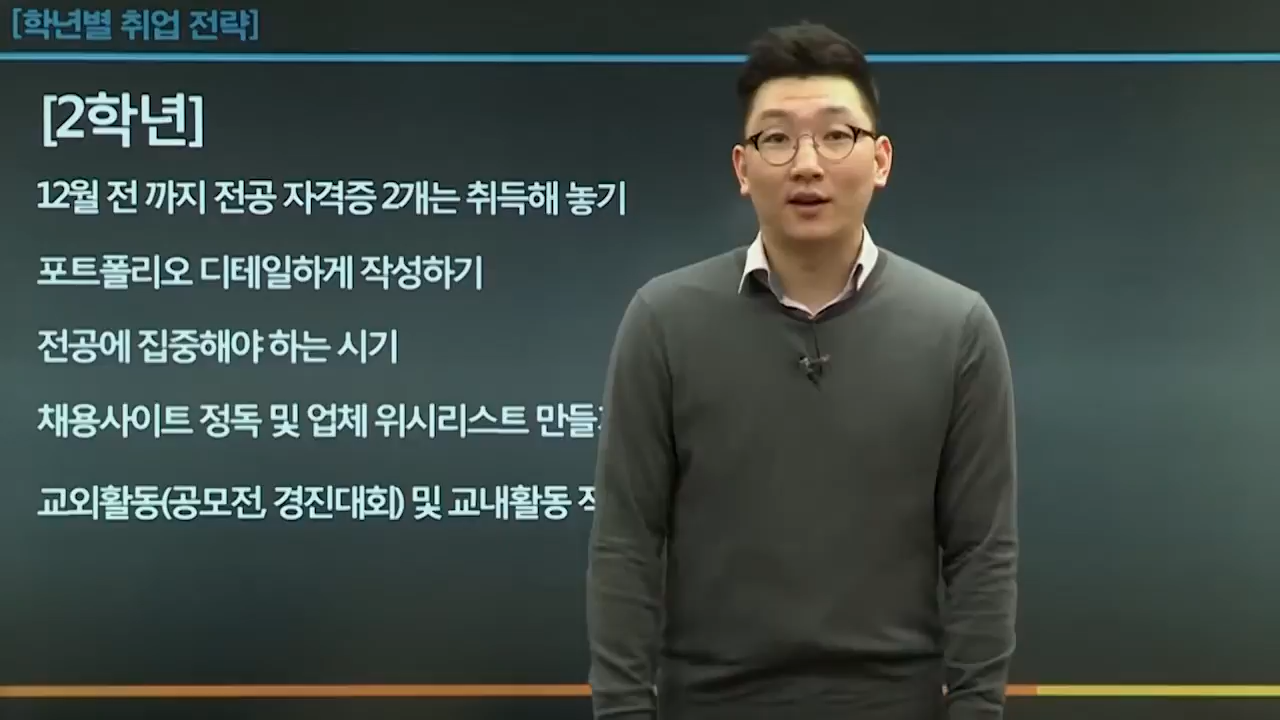 [학년별 취업 전략]
[2학년]
12월 전 까지 전공 자격증 2개는 취득해 놓기
포트폴리오 디테일하게 작성하기
전공에 집중해야 하는 시기
채용사이트 정독 및 업체 위시리스트
교외활동(공모전, 경진대회) 및 교내활동